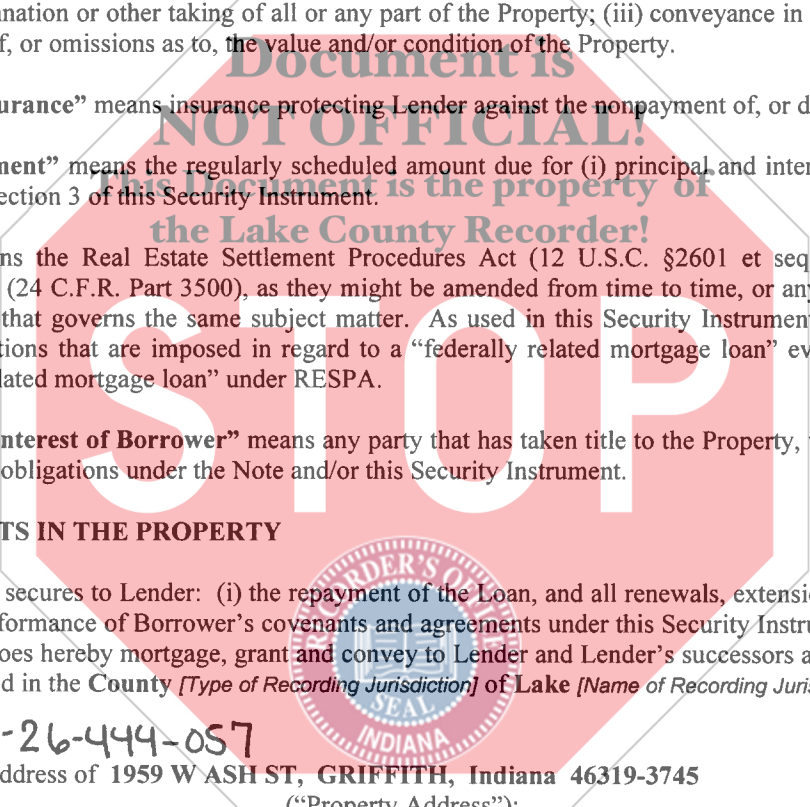 nation or other taking of all or any part of the Property; (iii) conveyance in
f, or omissions as to, the value and/or condition of the Property.
Document is
urance” means insurance protecting Lender against the nonpayment of, or d
NOT OFFICIAL!
nent” means the regularly scheduled amount due for (i) principal and inter
This Document is the property of
ection 3 of this Security Instrument.
the Lake County Recorder!
ns the Real Estate Settlement Procedures Act (12 U.S.C. §2601 et seq
(24 C.F.R. Part 3500), as they might be amended from time to time, or any
that governs the same subject matter. As used in this Security Instrument
tions that are imposed in regard to a “federally related mortgage loan” ev
lated mortgage loan” under RESPA.
STOP
nterest of Borrower” means any party that has taken title to the Property,
obligations under the Note and/or this Security Instrument.
TS IN THE PROPERTY
RECORDER'S OFFICE
secures to Lender: (i) the repayment of the Loan, and all renewals, extensi
formance of Borrower’s covenants and agreements under this Security Instru
oes hereby mortgage, grant and convey to Lender and Lender’s successors a
d in the County [Type of Recording Jurisdiction] of Lake [Name of Recording Juris
SEAL
INDIANA
-26-444-057
ddress of 1959 W ASH ST, GRIFFITH, Indiana 46319-3745
(“Property Address”):